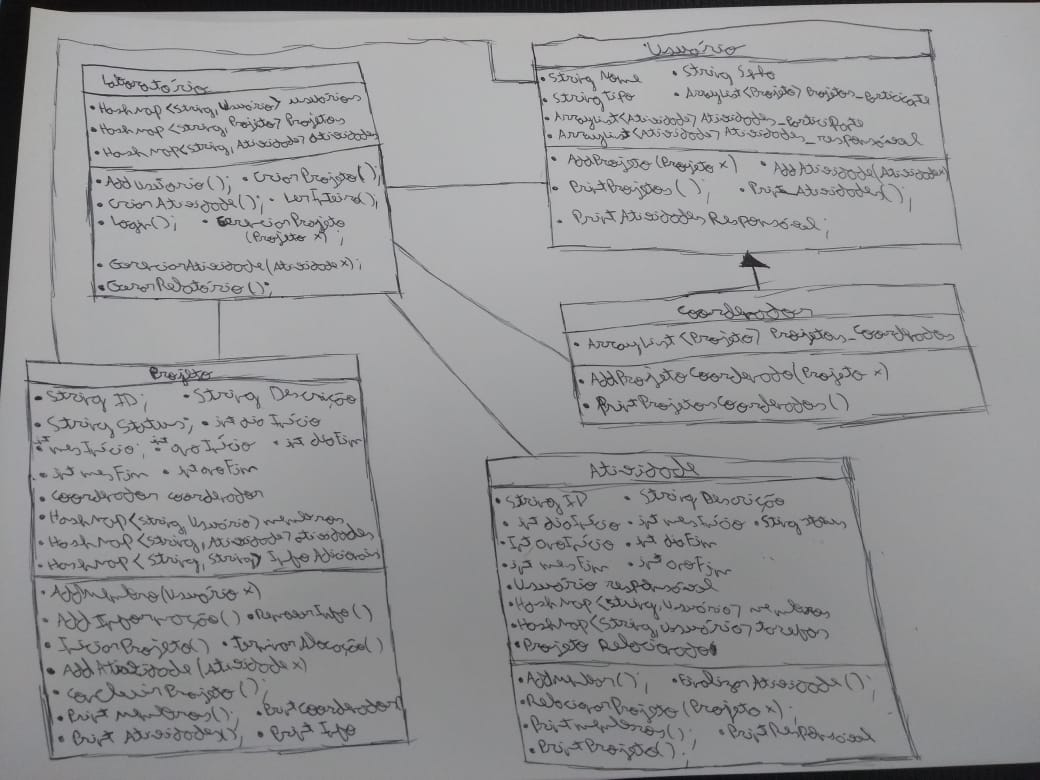 Laboratório
• HashMap <String, Usuário> usuários
• HashMap <String, Projeto> Projetos
• HashMap <String, Atividade> Atividades
• AddUsuário(); • CriarProjeto();
• CriarAtividade(); • LerInteiro();
• Login(); • GerenciarProjeto
(Projeto x);
• GerenciarAtividade(Atividade x);
• GerarRelatório();
Usuário
• String Nome • String
• String Tipo • ArrayList<Projeto> Projetos_Participante
• ArrayList<Atividade> Atividades_Participante
• ArrayList<Atividade> Atividades_responsável
• AddProjeto(Projeto x) • AddAtividade(Atividade x)
• PrintProjetos(); • Print_Atividades();
• PrintAtividadesResponsável;
Coordenador
• ArrayList <Projeto> Projetos_Coordenados
• AddProjetoCoordenado(Projeto x)
• PrintProjetosCoordenados()
Projeto
• String ID; • String Descrição
• String Status; • int diaInício
• int mesInício; • int anoInício • int diaFim
• int mesFim • int anoFim
• Coordenador coordenador
• HashMap<String, Usuário> membros
• HashMap<String, Atividade> atividades
• HashMap <String, String> InfoAdicionais
• AddMembro(Usuário x)
• AddInformação() • RemoverInfo()
• IniciarProjeto() • TerminarAlocação()
• AddAtividade (Atividade x)
• ConcluirProjeto();
• PrintMembros(); • PrintCoordenador()
• Print Atividades(); • Print Info
Atividade
• String ID • String Descrição
• int diaInício • int mesInício • String status
• Int anoInício • int diaFim
• int mesFim • int anoFim
• Usuário responsável
• HashMap <String, Usuário> membros
• HashMap <String, Usuário> tarefas
• Projeto Relacionado
• AddMember(); • FinalizarAtividade();
• RelacionarProjeto(Projeto x);
• Printmembros(); • PrintResponsável
• PrintProjeto();